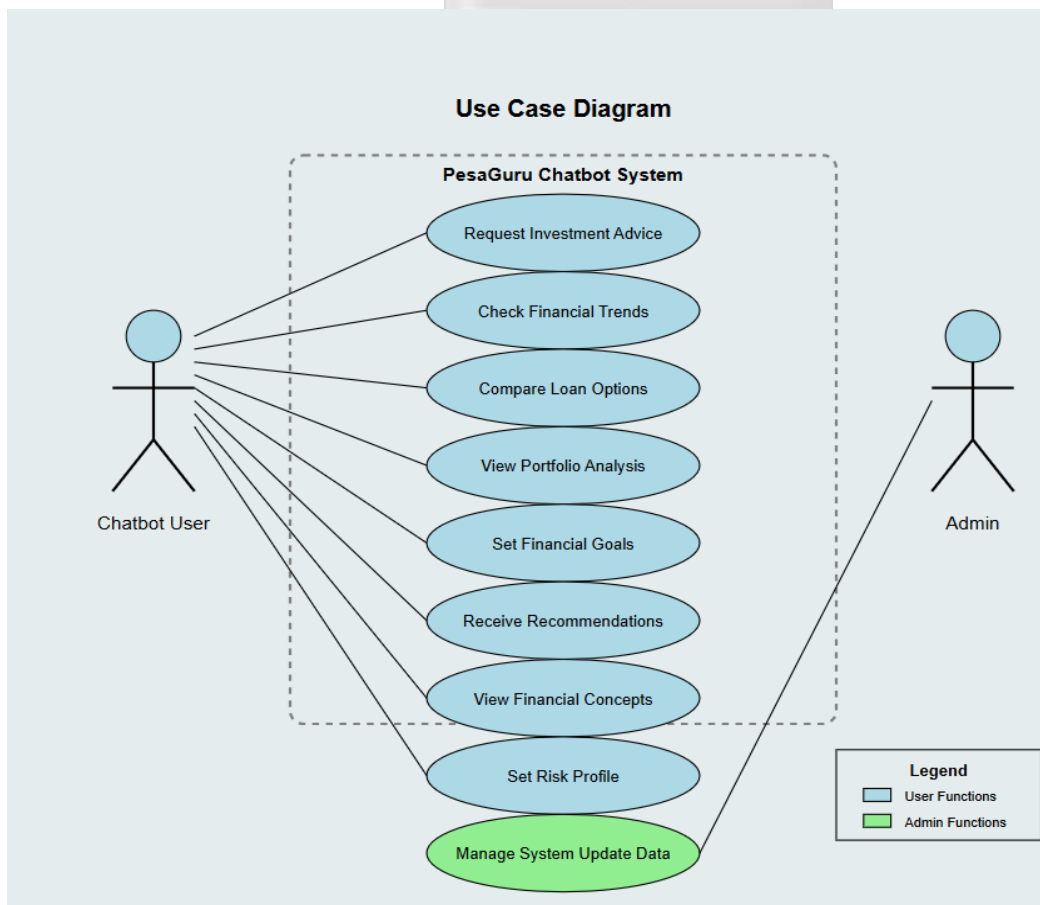 Use Case Diagram
PesaGuru Chatbot System
Request Investment Advice
Check Financial Trends
Compare Loan Options
View Portfolio Analysis
Set Financial Goals
Receive Recommendations
View Financial Concepts
Set Risk Profile
Manage System Update Data
Chatbot User
Admin
Legend
User Functions
Admin Functions